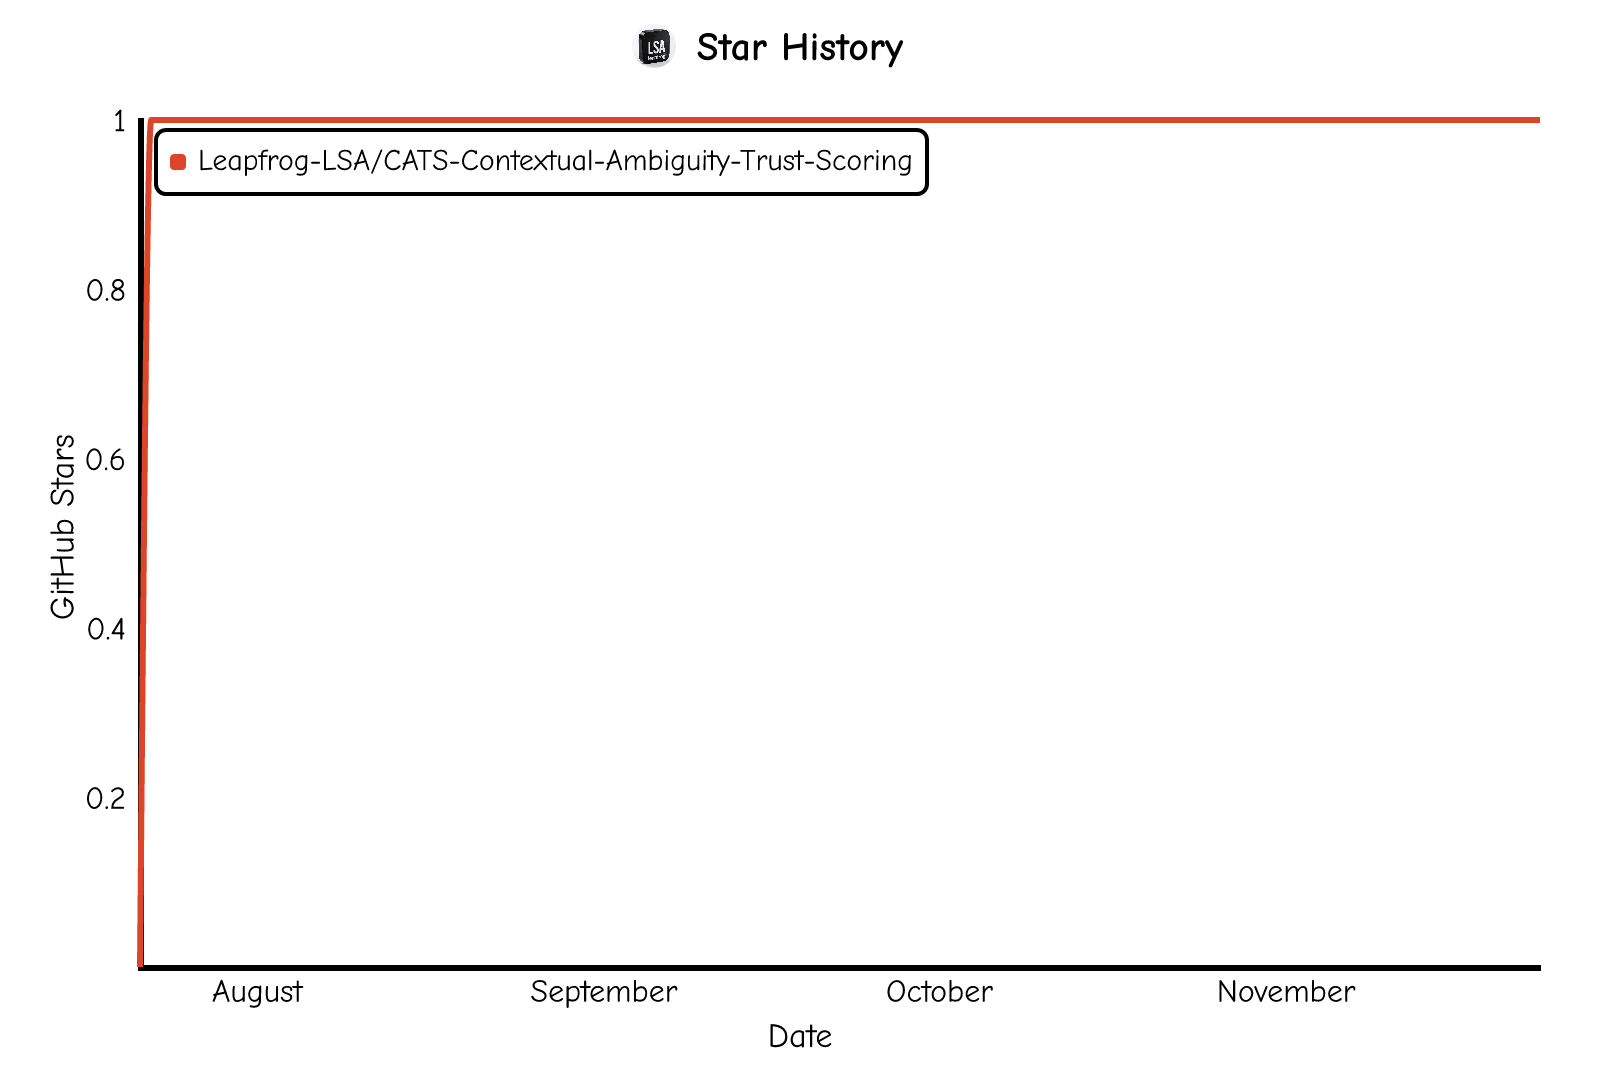 LSA
Star History
1
Leapfrog-LSA/CATS-Contextual-Ambiguity-Trust-Scoring
0.8
0.6
0.4
0.2
GitHub Stars
August September October November
Date